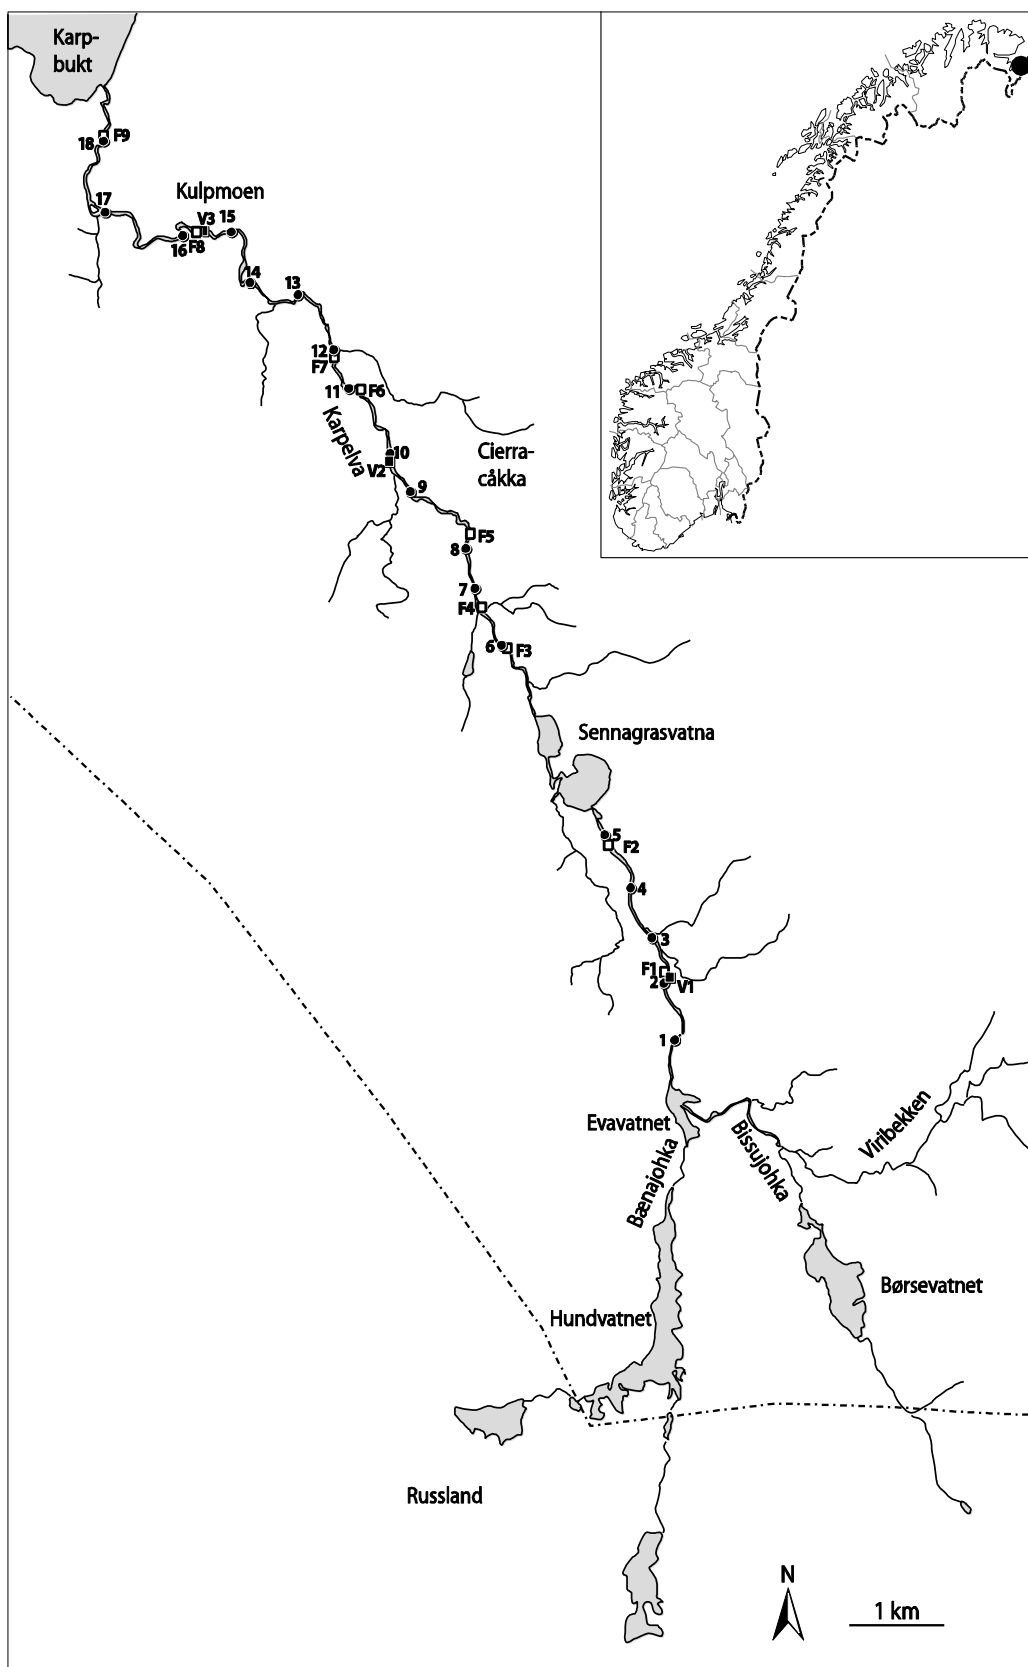 Karp-
bukt
F9
18
17
Kulpmoen
V3
15
16
F8
14
13
12
F7
11
F6
Karpelva
10
V2
Cierra-
cåkka
9
F5
8
7
F4
6
F3
Sennagrasvatna
5
F2
4
3
F1
2
V1
1
Evavatnet
Bænajohka
Bissujohka
Viribekken
Børsevatnet
Hundvatnet
Russland
N
1 km